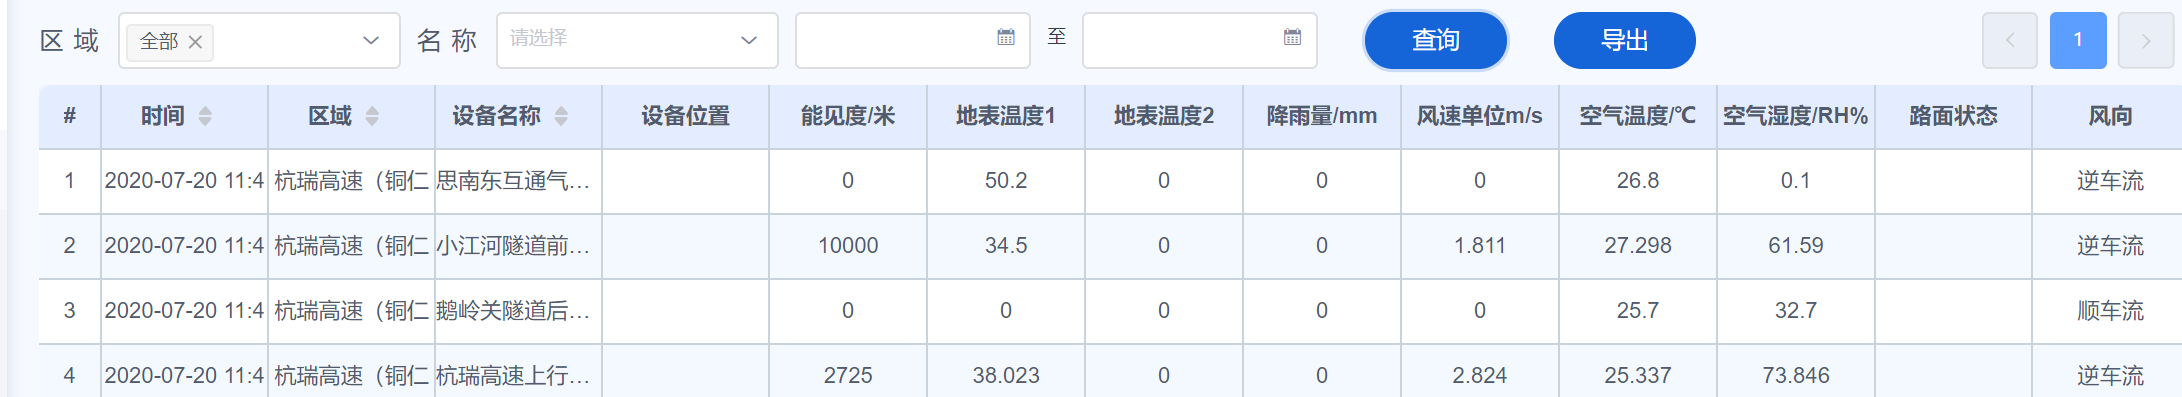 区 域 全部 名 称 请选择 至 查询 导出 1
# 时间 区域 设备名称 设备位置 能见度/米 地表温度1 地表温度2 降雨量/mm 风速单位m/s 空气温度/℃ 空气湿度/RH% 路面状态 风向
1 2020-07-20 11:4 杭瑞高速（铜仁 思南东互通气… 0 50.2 0 0 0 26.8 0.1 逆车流
2 2020-07-20 11:4 杭瑞高速（铜仁 小江河隧道前… 10000 34.5 0 0 1.811 27.298 61.59 逆车流
3 2020-07-20 11:4 杭瑞高速（铜仁 鹅岭关隧道后… 0 0 0 0 0 25.7 32.7 顺车流
4 2020-07-20 11:4 杭瑞高速（铜仁 杭瑞高速上行… 2725 38.023 0 0 2.824 25.337 73.846 逆车流